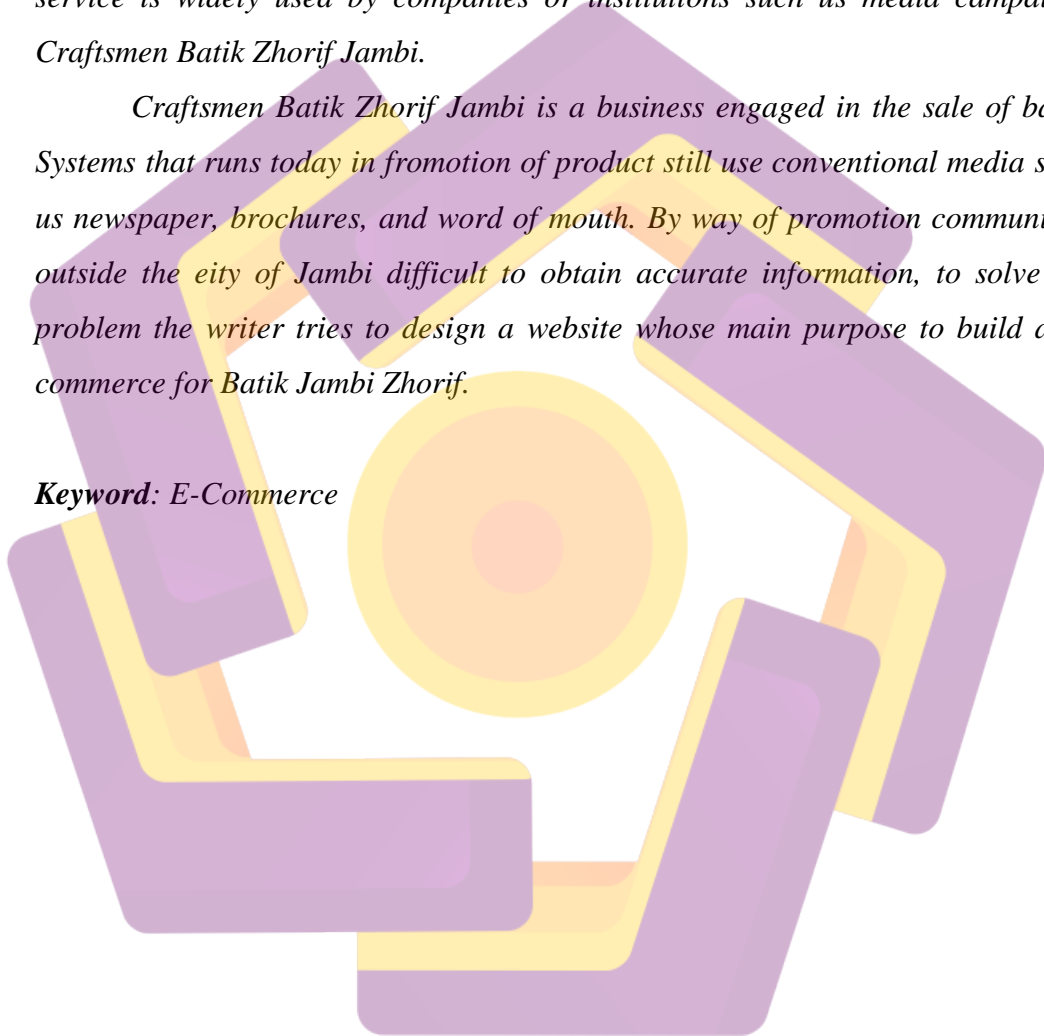 service is widely used by companies or institutions such us media
Craftsmen Batik Zhorif Jambi.
Craftsmen Batik Zhorif Jambi is a business engaged in the sale of
Systems that runs today in fromotion of product still use conventional media
us newspaper, brochures, and word of mouth. By way of promotion
outside the eity of Jambi difficult to obtain accurate information, to solve
problem the writer tries to design a website whose main purpose to build
commerce for Batik Jambi Zhorif.
Keyword: E-Commerce